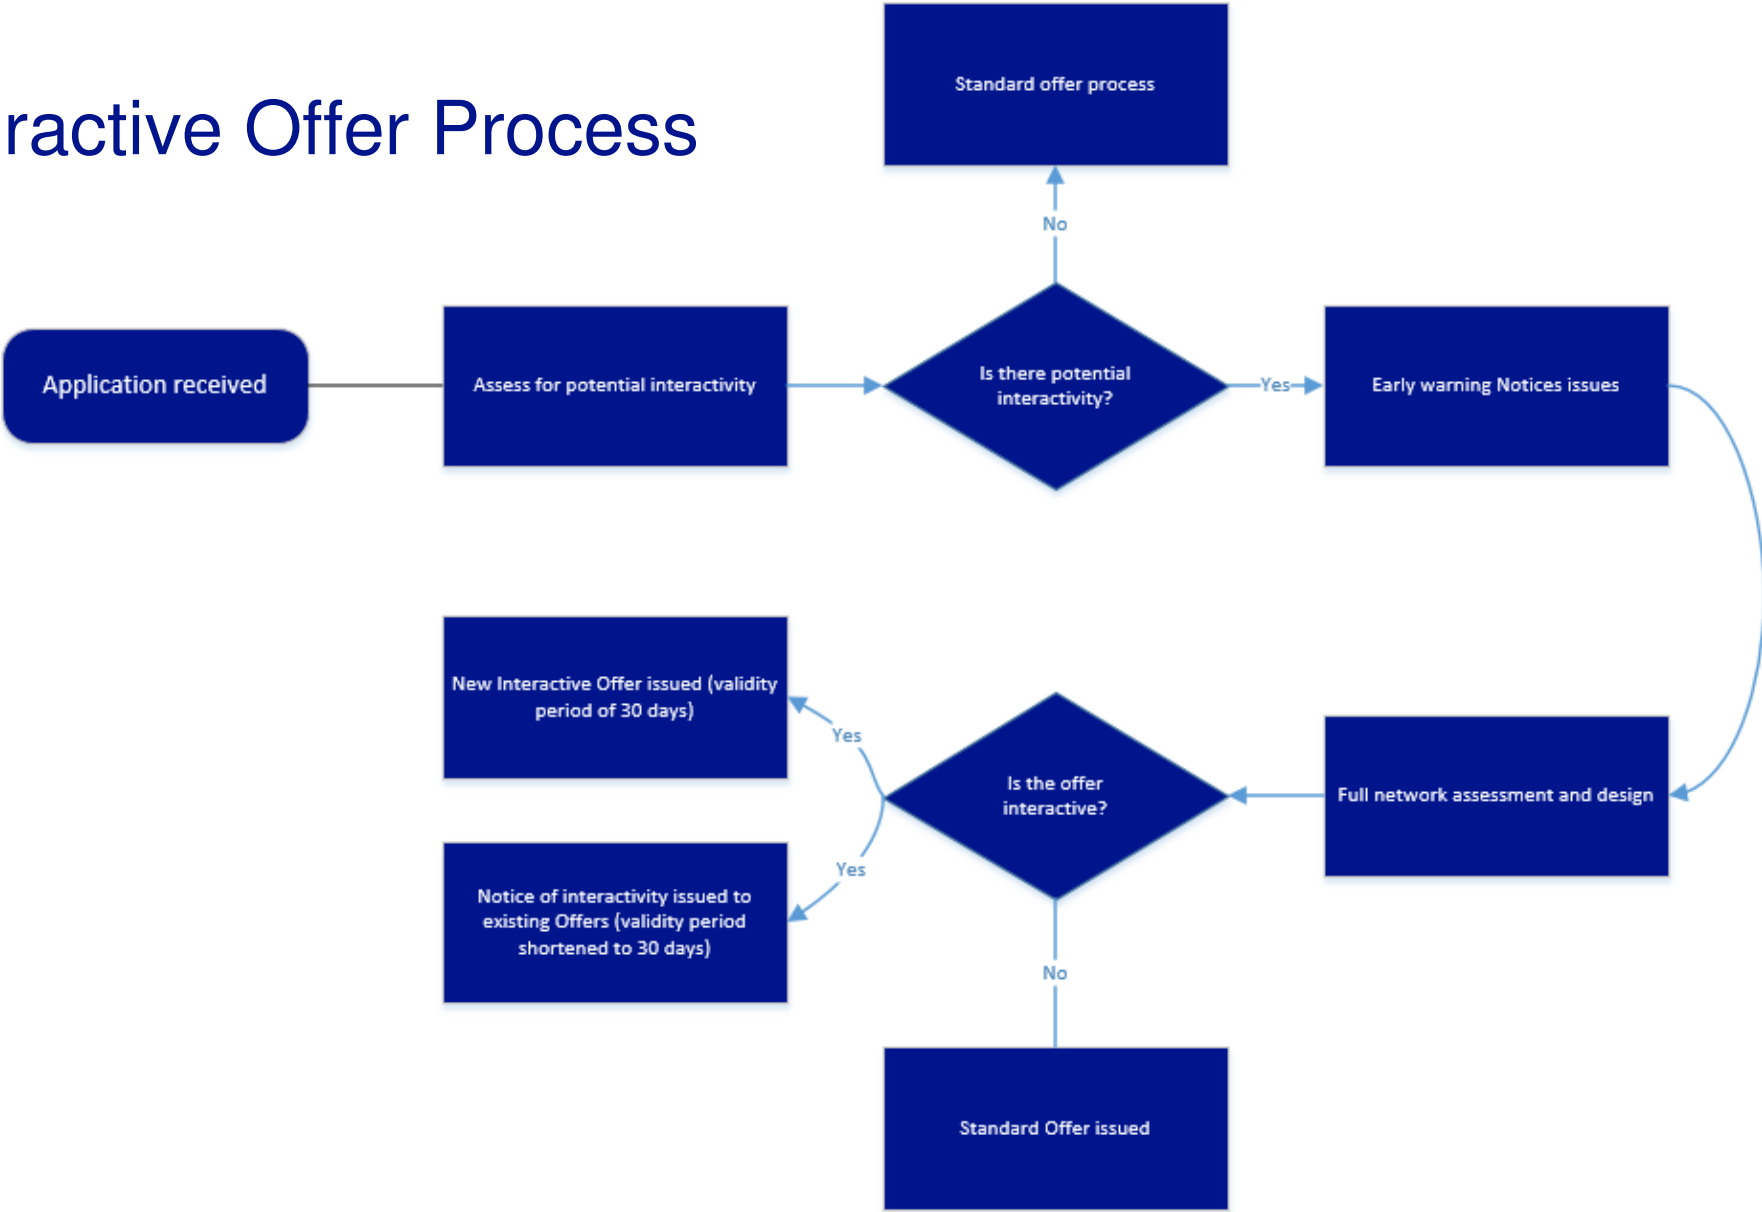 ractive Offer Process
Standard offer process
No
Application received
Assess for potential interactivity
Is there potential
interactivity?
Yes
Early warning Notices issues
New Interactive Offer issued (validity
period of 30 days)
Yes
Is the offer
interactive?
Full network assessment and design
Yes
Notice of interactivity issued to
existing Offers (validity period
shortened to 30 days)
No
Standard Offer issued